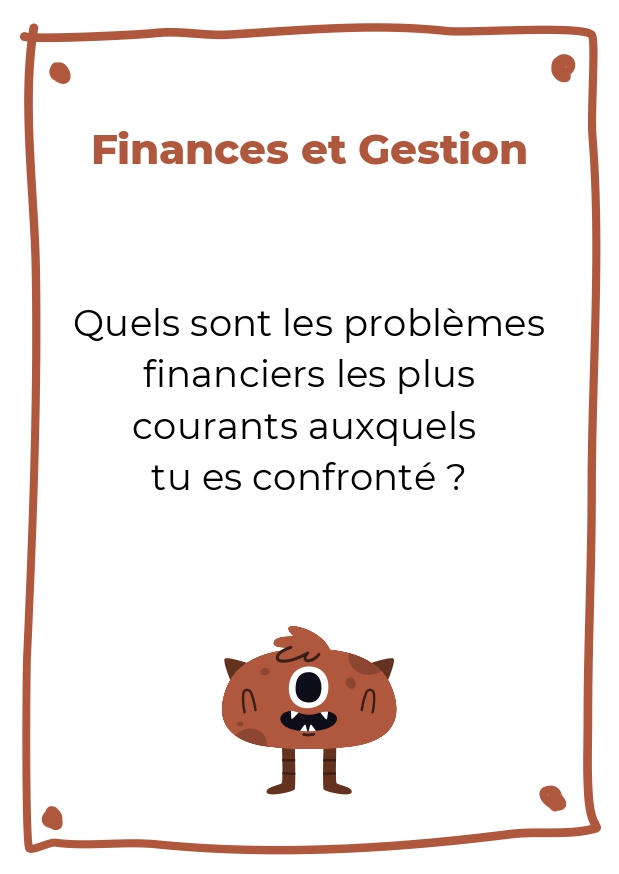 Finances et Gestion
Quels sont les problèmes
financiers les plus
courants auxquels
tu es confronté ?